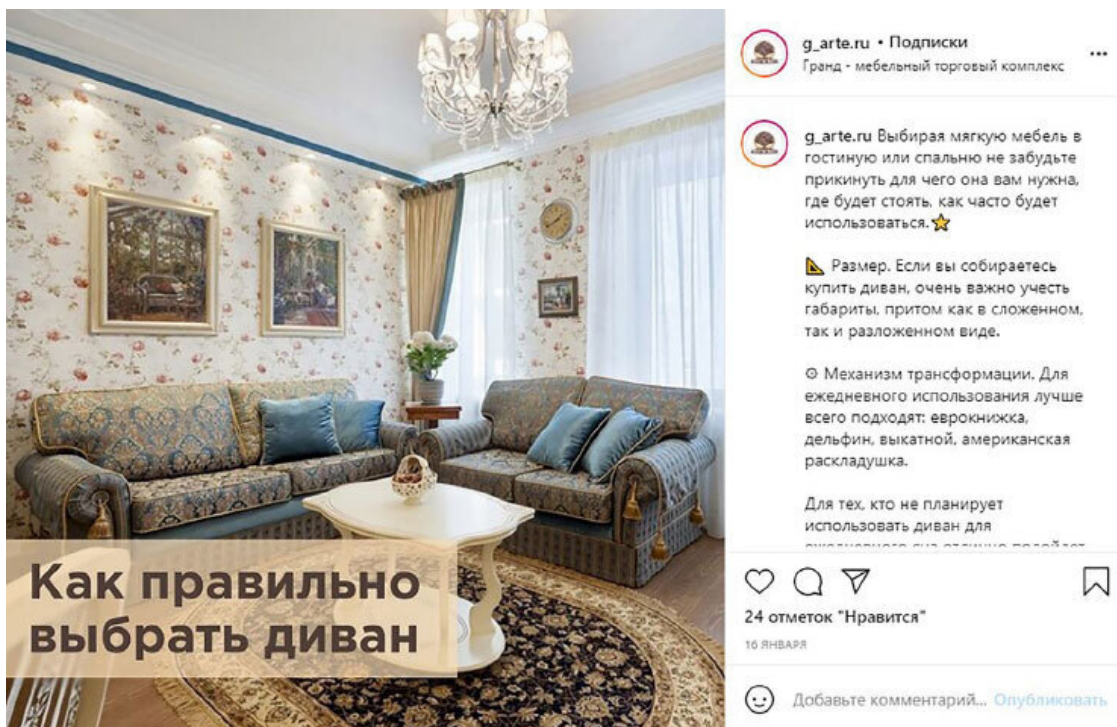 Как правильно
выбрать диван
g_arte.ru • Подписки
Гранд - мебельный торговый комплекс
g_arte.ru Выбирая мягкую мебель в
гостиную или спальню не забудьте
прикинуть для чего она вам нужна,
где будет стоять, как часто будет
использоваться.
Размер. Если вы собираетесь
купить диван, очень важно учесть
габариты, притом как в сложенном,
так и разложенном виде.
Механизм трансформации. Для
ежедневного использования лучше
всего подходят: еврокнижка,
дельфин, выкатной, американская
раскладушка.
Для тех, кто не планирует
использовать диван для
24 отметок "Нравится"
16 ЯНВАРЯ
Добавьте комментарий... Опубликовать